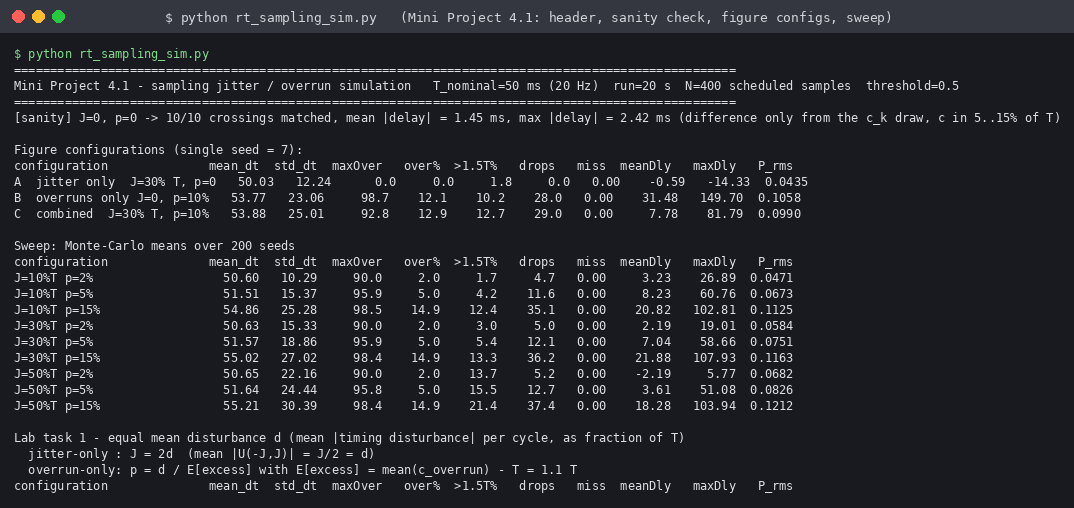 $ python rt_sampling_sim.py   (Mini Project 4.1: header, sanity check, figure configs, sweep)
$ python rt_sampling_sim.py
====================================================================================================
Mini Project 4.1 - sampling jitter / overrun simulation   T_nominal=50 ms (20 Hz)  run=20 s  N=400 scheduled samples  threshold=0.5
====================================================================================================
[sanity] J=0, p=0 -> 10/10 crossings matched, mean |delay| = 1.45 ms, max |delay| = 2.42 ms (difference only from the c_k draw, c in 5..15% of T)
Figure configurations (single seed = 7):
configuration              mean_dt  std_dt  maxOver   over%  >1.5T%   drops   miss  meanDly   maxDly   P_rms
A  jitter only  J=30% T, p=0   50.03   12.24      0.0     0.0     1.8     0.0   0.00    -0.59   -14.33  0.0435
B  overruns only J=0, p=10%   53.77   23.06     98.7    12.1    10.2    28.0   0.00    31.48   149.70  0.1058
C  combined  J=30% T, p=10%   53.88   25.01     92.8    12.9    12.7    29.0   0.00     7.78    81.79  0.0990
Sweep: Monte-Carlo means over 200 seeds
configuration              mean_dt  std_dt  maxOver   over%  >1.5T%   drops   miss  meanDly   maxDly   P_rms
J=10%T p=2%                  50.60   10.29     90.0     2.0     1.7     4.7   0.00     3.23    26.89  0.0471
J=10%T p=5%                  51.51   15.37     95.9     5.0     4.2    11.6   0.00     8.23    60.76  0.0673
J=10%T p=15%                 54.86   25.28     98.5    14.9    12.4    35.1   0.00    20.82   102.81  0.1125
J=30%T p=2%                  50.63   15.33     90.0     2.0     3.0     5.0   0.00     2.19    19.01  0.0584
J=30%T p=5%                  51.57   18.86     95.9     5.0     5.4    12.1   0.00     7.04    58.66  0.0751
J=30%T p=15%                 55.02   27.02     98.4    14.9    13.3    36.2   0.00    21.88   107.93  0.1163
J=50%T p=2%                  50.65   22.16     90.0     2.0    13.7     5.2   0.00    -2.19     5.77  0.0682
J=50%T p=5%                  51.64   24.44     95.8     5.0    15.5    12.7   0.00     3.61    51.08  0.0826
J=50%T p=15%                 55.21   30.39     98.4    14.9    21.4    37.4   0.00    18.28   103.94  0.1212
Lab task 1 - equal mean disturbance d (mean |timing disturbance| per cycle, as fraction of T)
  jitter-only : J = 2d  (mean |U(-J,J)| = J/2 = d)
  overrun-only: p = d / E[excess] with E[excess] = mean(c_overrun) - T = 1.1 T
configuration              mean_dt  std_dt  maxOver   over%  >1.5T%   drops   miss  meanDly   maxDly   P_rms